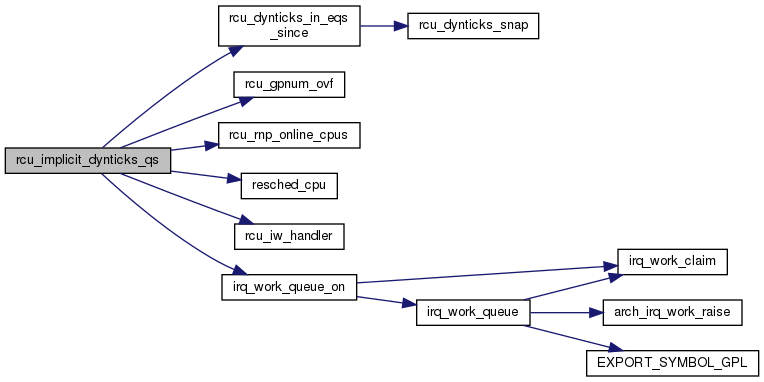 rcu_dynticks_in_eqs
_since
rcu_dynticks_snap
rcu_gpnum_ovf
rcu_rnp_online_cpus
rcu_implicit_dynticks_qs
resched_cpu
rcu_iw_handler
irq_work_claim
irq_work_queue_on
irq_work_queue
arch_irq_work_raise
EXPORT_SYMBOL_GPL